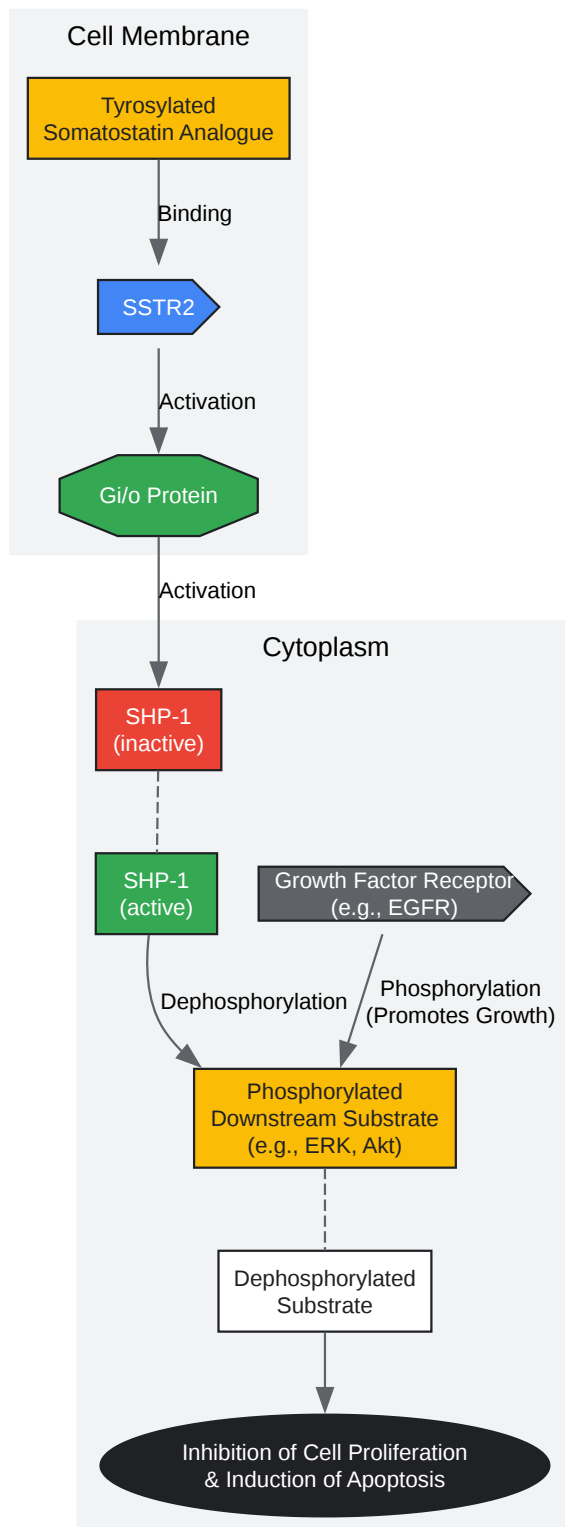 Cell Membrane
Tyrosylated
Somatostatin Analogue
Binding
SSTR2
Activation
Gi/o Protein
Activation
Cytoplasm
SHP-1
(inactive)
SHP-1
(active)
Growth Factor Receptor
(e.g., EGFR)
Dephosphorylation
Phosphorylation
(Promotes Growth)
Phosphorylated
Downstream Substrate
(e.g., ERK, Akt)
Dephosphorylated
Substrate
Inhibition of Cell Proliferation
& Induction of Apoptosis